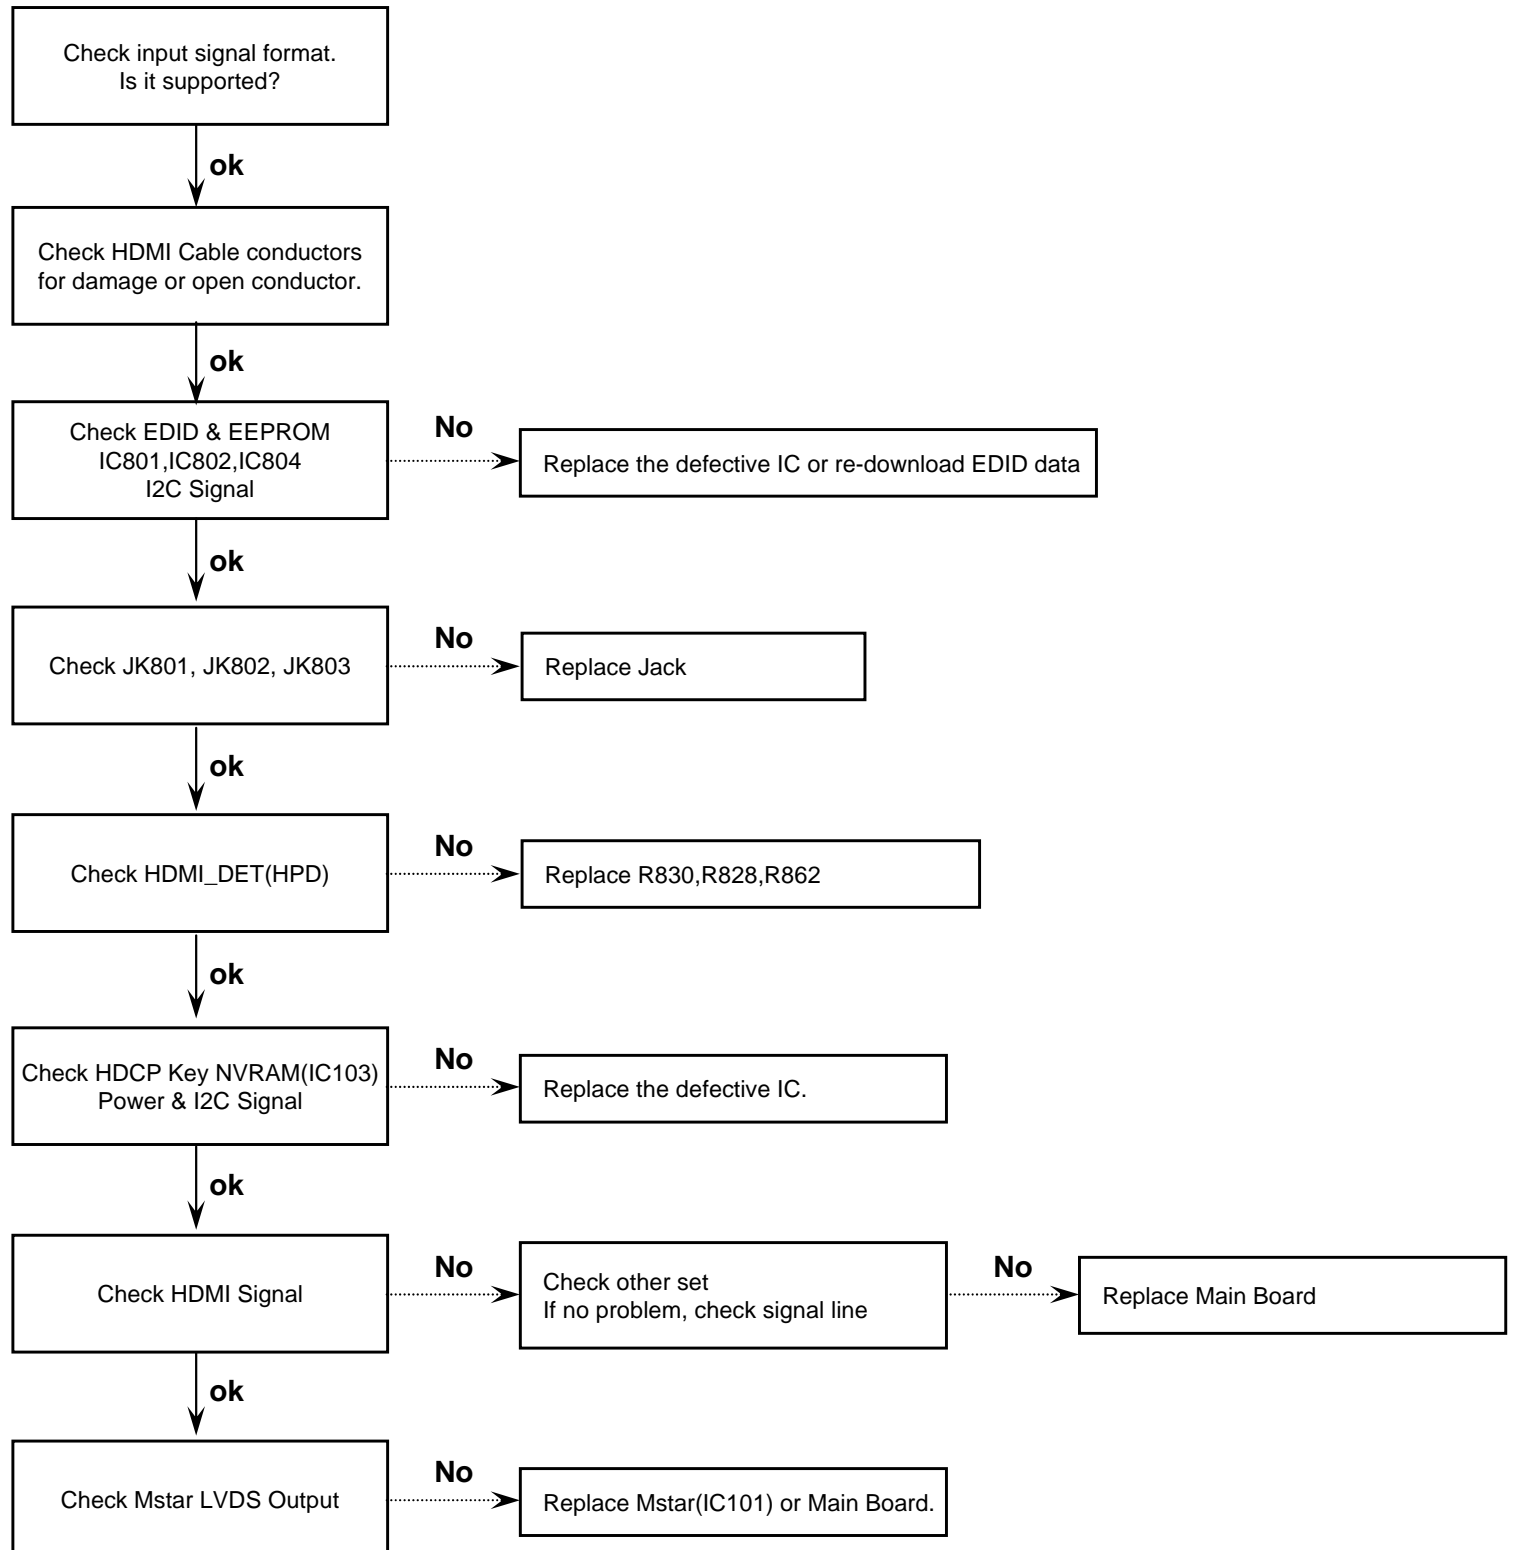 Check input signal format.
Is it supported?
ok
Check HDMI Cable conductors
for damage or open conductor.
ok
Check EDID & EEPROM
IC801,IC802,IC804
I2C Signal
No
Replace the defective IC or re-download EDID data
ok
Check JK801, JK802, JK803
No
Replace Jack
ok
Check HDMI_DET(HPD)
No
Replace R830,R828,R862
ok
Check HDCP Key NVRAM(IC103)
Power & I2C Signal
No
Replace the defective IC.
ok
Check HDMI Signal
No
Check other set
If no problem, check signal line
No
Replace Main Board
ok
Check Mstar LVDS Output
No
Replace Mstar(IC101) or Main Board.